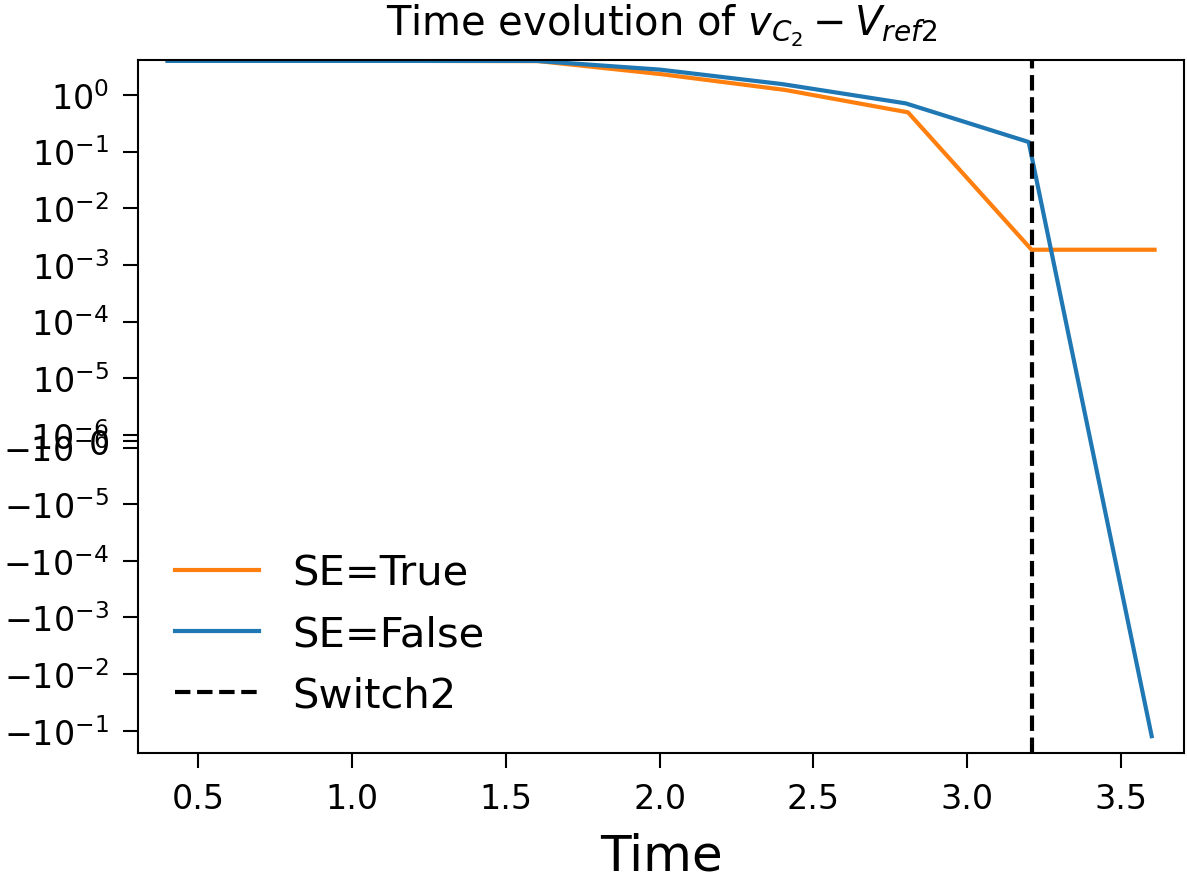 Time evolution of $v_{C_2} - V_{ref2}$
10⁰
10⁻¹
10⁻²
10⁻³
10⁻⁴
10⁻⁵
10⁻⁶
0
−10⁻⁶
−10⁻⁵
−10⁻⁴
−10⁻³
−10⁻²
−10⁻¹
SE=True
SE=False
Switch2
0.5 1.0 1.5 2.0 2.5 3.0 3.5
Time